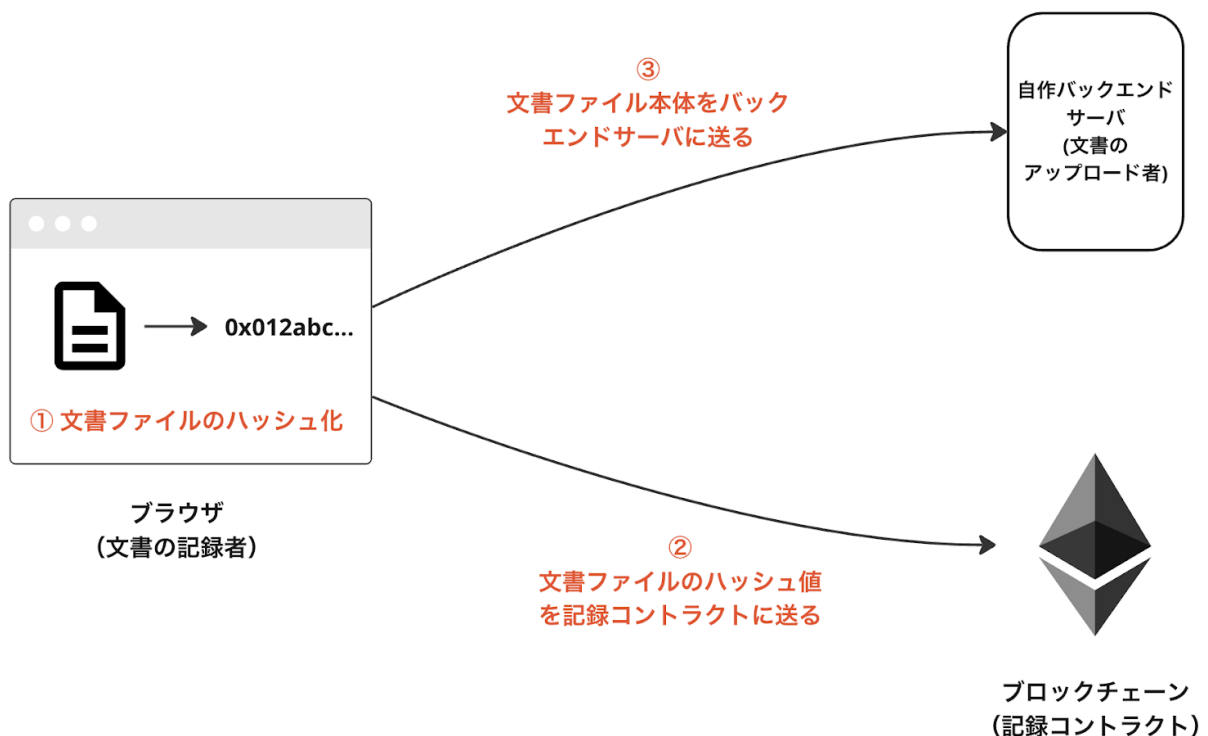 ③
文書ファイル本体をバック
エンドサーバに送る
自作バックエンド
サーバ
(文書の
アップロード者)
0x012abc...
① 文書ファイルのハッシュ化
ブラウザ
（文書の記録者）
②
文書ファイルのハッシュ値
を記録コントラクトに送る
ブロックチェーン
（記録コントラクト）